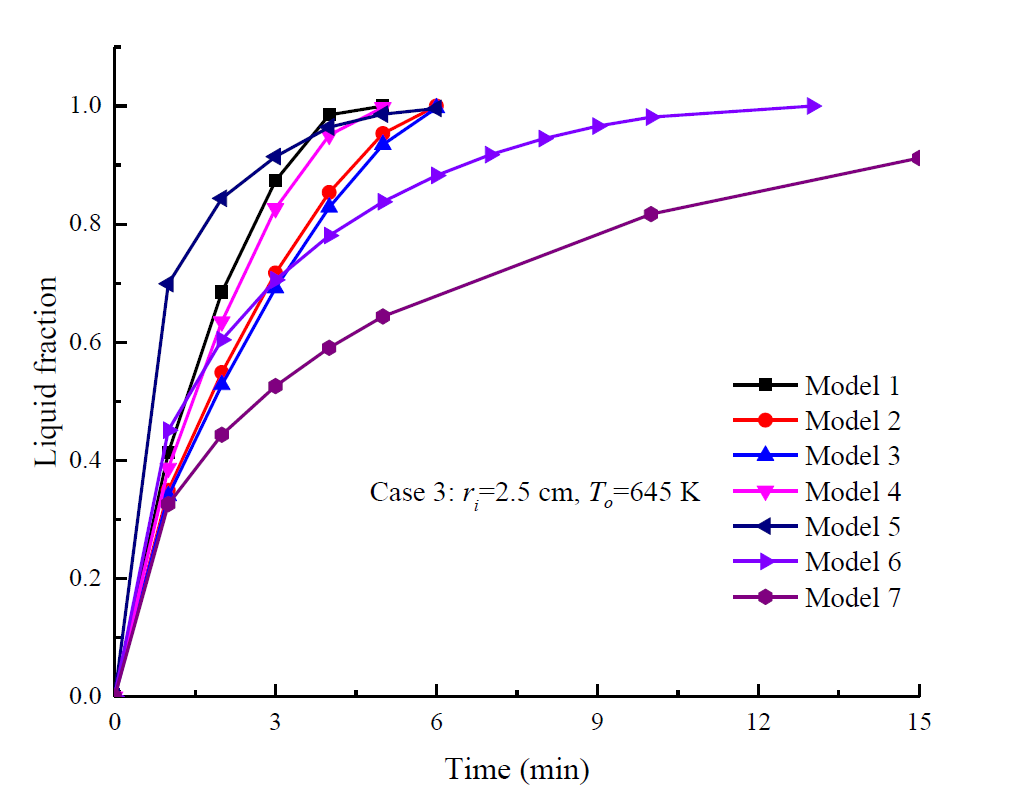 1.0
0.8
0.6
0.4
0.2
0.0
Liquid fraction
Model 1
Model 2
Model 3
Model 4
Model 5
Model 6
Model 7
Case 3: rᵢ=2.5 cm, Tₒ=645 K
0 3 6 9 12 15
Time (min)